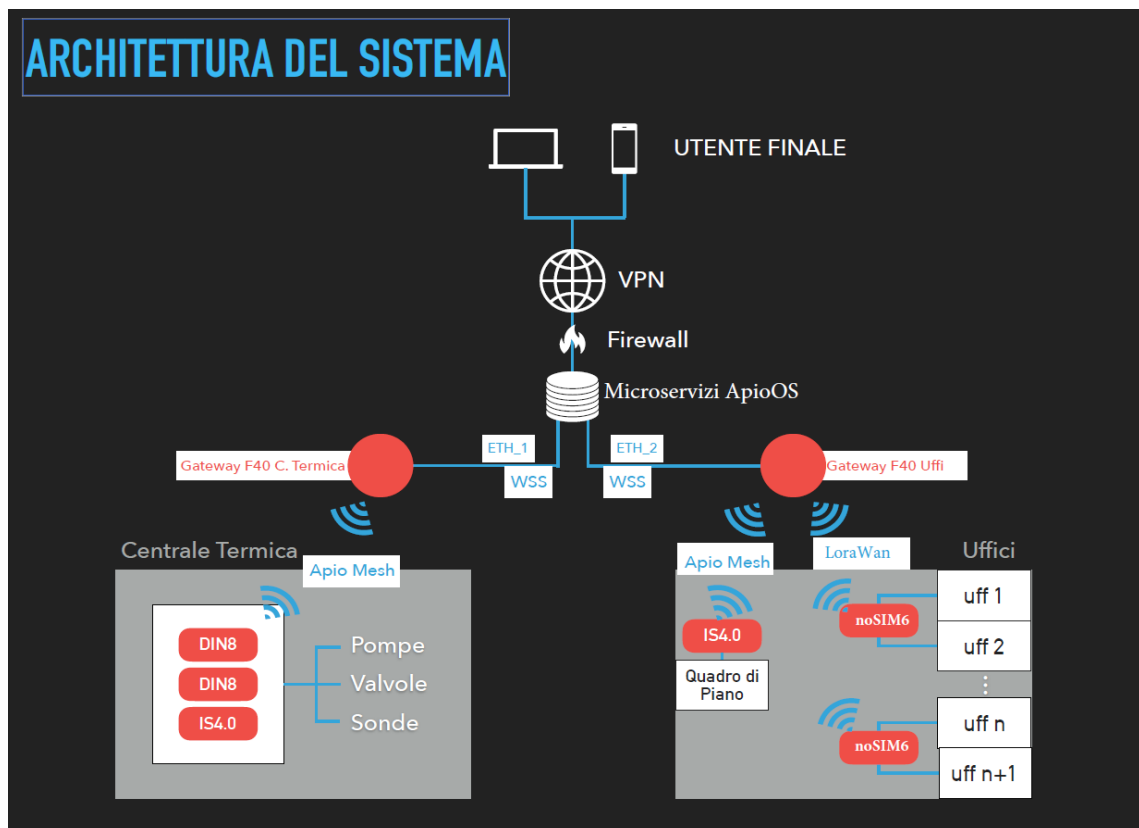 ARCHITETTURA DEL SISTEMA
UTENTE FINALE
VPN
Firewall
Microservizi ApioOS
ETH_1
ETH_2
Gateway F40 C. Termica
WSS
WSS
Gateway F40 Uffi
Centrale Termica
Apio Mesh
Apio Mesh
LoraWan
Uffici
DIN8
DIN8
IS4.0
Pompe
Valvole
Sonde
IS4.0
Quadro di
Piano
noSIM6
uff 1
uff 2
⋮
noSIM6
uff n
uff n+1